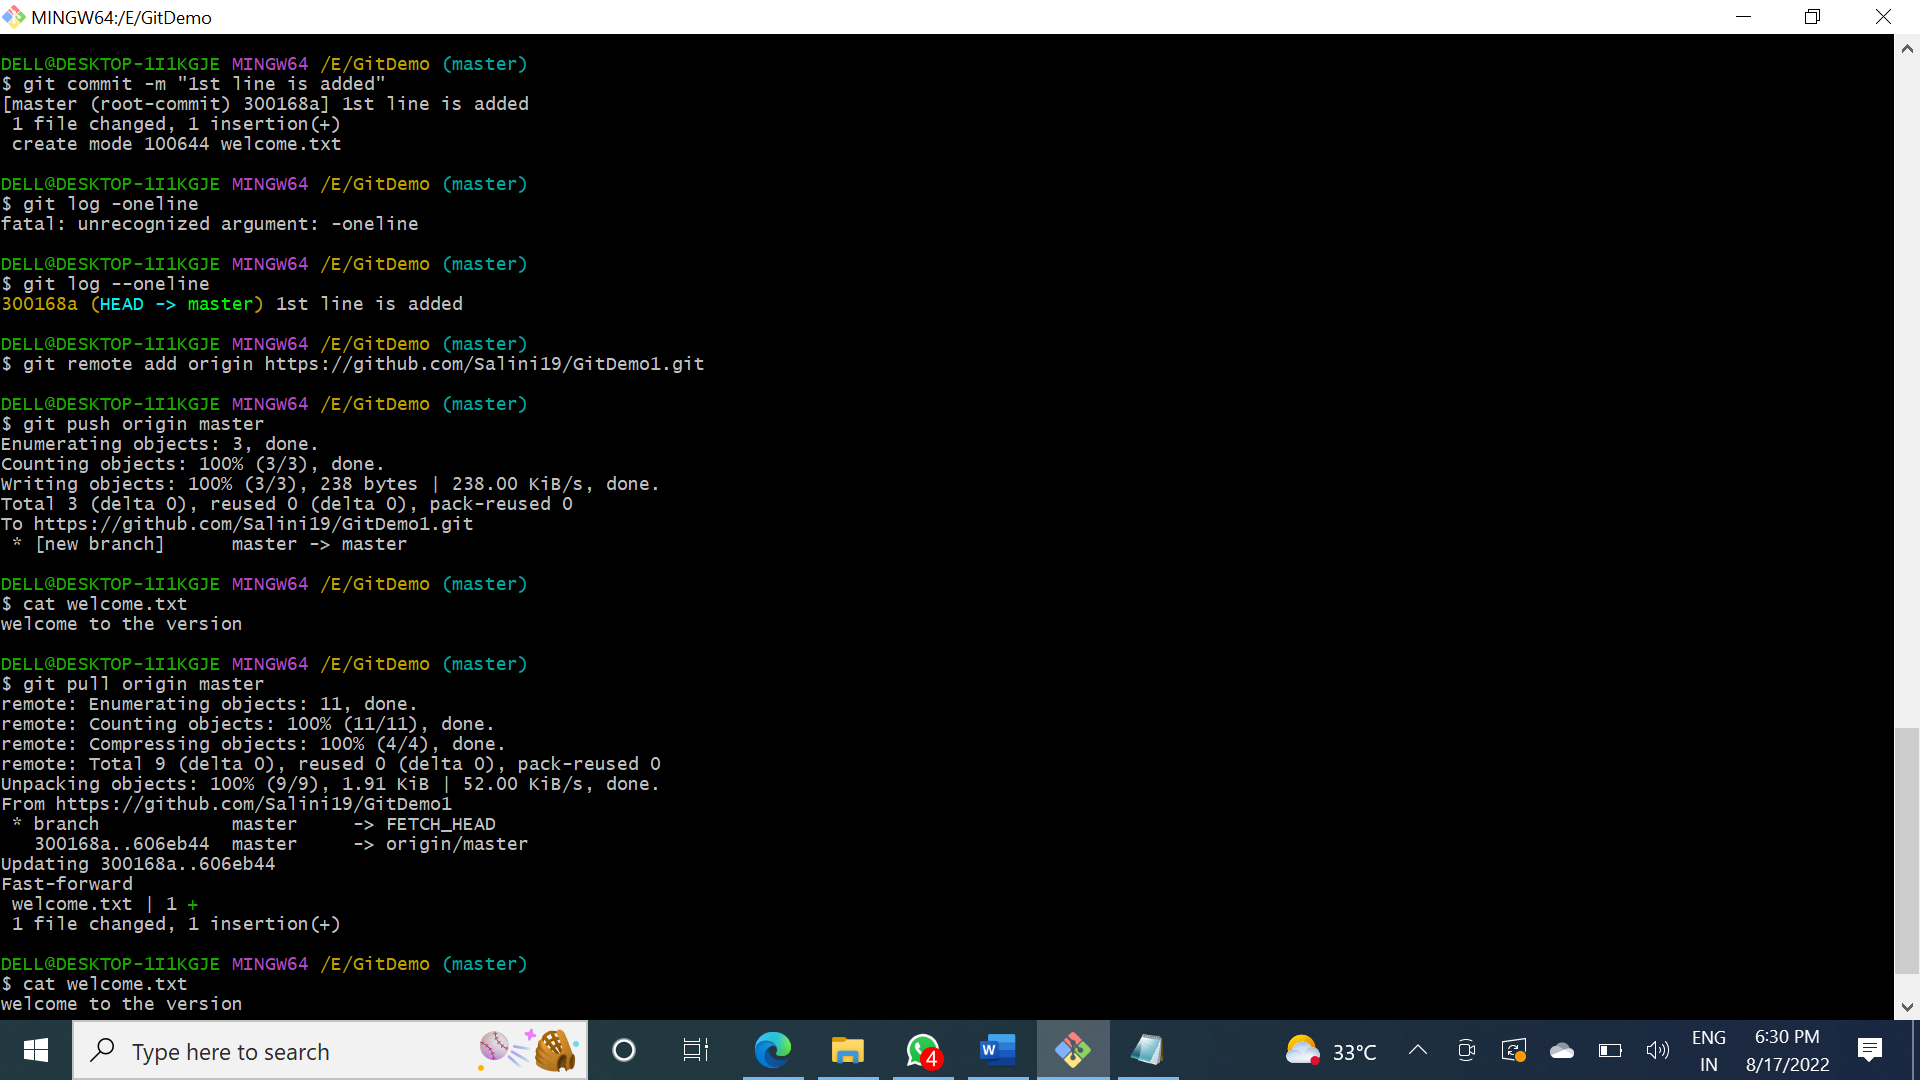 MINGW64:/E/GitDemo
DELL@DESKTOP-1I1KGJE MINGW64 /E/GitDemo (master)
$ git commit -m "1st line is added"
[master (root-commit) 300168a] 1st line is added
 1 file changed, 1 insertion(+)
 create mode 100644 welcome.txt
DELL@DESKTOP-1I1KGJE MINGW64 /E/GitDemo (master)
$ git log -oneline
fatal: unrecognized argument: -oneline
DELL@DESKTOP-1I1KGJE MINGW64 /E/GitDemo (master)
$ git log --oneline
300168a (HEAD -> master) 1st line is added
DELL@DESKTOP-1I1KGJE MINGW64 /E/GitDemo (master)
$ git remote add origin https://github.com/Salini19/GitDemo1.git
DELL@DESKTOP-1I1KGJE MINGW64 /E/GitDemo (master)
$ git push origin master
Enumerating objects: 3, done.
Counting objects: 100% (3/3), done.
Writing objects: 100% (3/3), 238 bytes | 238.00 KiB/s, done.
Total 3 (delta 0), reused 0 (delta 0), pack-reused 0
To https://github.com/Salini19/GitDemo1.git
 * [new branch]      master -> master
DELL@DESKTOP-1I1KGJE MINGW64 /E/GitDemo (master)
$ cat welcome.txt
welcome to the version
DELL@DESKTOP-1I1KGJE MINGW64 /E/GitDemo (master)
$ git pull origin master
remote: Enumerating objects: 11, done.
remote: Counting objects: 100% (11/11), done.
remote: Compressing objects: 100% (4/4), done.
remote: Total 9 (delta 0), reused 0 (delta 0), pack-reused 0
Unpacking objects: 100% (9/9), 1.91 KiB | 52.00 KiB/s, done.
From https://github.com/Salini19/GitDemo1
 * branch            master     -> FETCH_HEAD
   300168a..606eb44  master     -> origin/master
Updating 300168a..606eb44
Fast-forward
 welcome.txt | 1 +
 1 file changed, 1 insertion(+)
DELL@DESKTOP-1I1KGJE MINGW64 /E/GitDemo (master)
$ cat welcome.txt
welcome to the version
Type here to search
4
W
33°C
ENG
IN
6:30 PM
8/17/2022